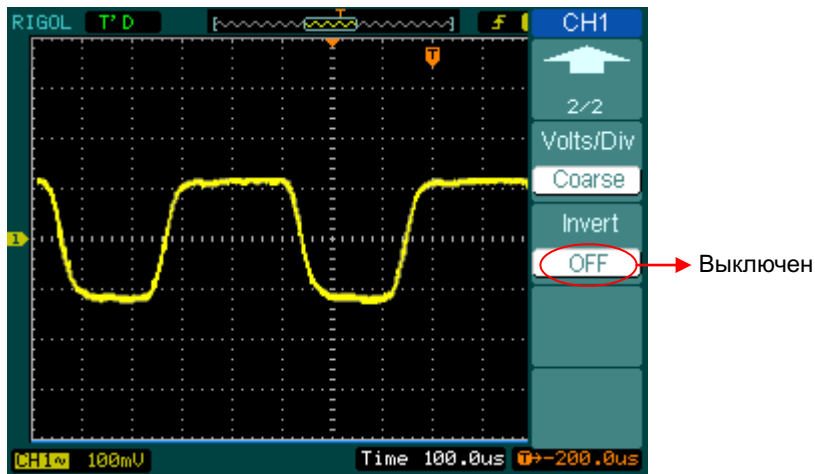 RIGOL T'D T CH1
T
2/2
Volts/Div
Coarse
Invert
1
OFF
Выключен
CH1 100mV Time 100.0us T→-200.0us